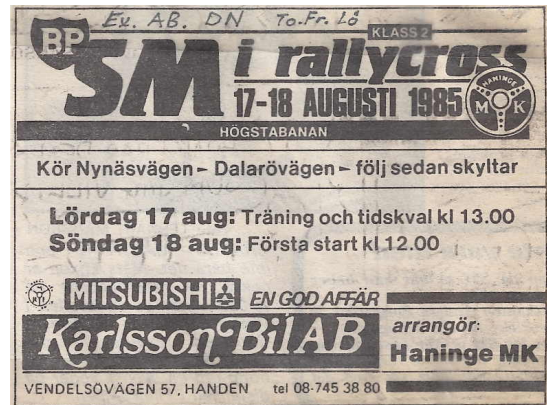 Ex. AB. DN To-Fr. Lö
BP
KLASS 2
SM i rallycross
17-18 AUGUSTI 1985
HANINGE
M K
HÖGSTABANAN
Kör Nynäsvägen - Dalarövägen - följ sedan skyltar
Lördag 17 aug: Träning och tidskval kl 13.00
Söndag 18 aug: Första start kl 12.00
MITSUBISHI EN GOD AFFÄR
Karlsson Bil AB
arrangör:
Haninge MK
VENDELSÖVÄGEN 57, HANDEN tel 08-745 38 80